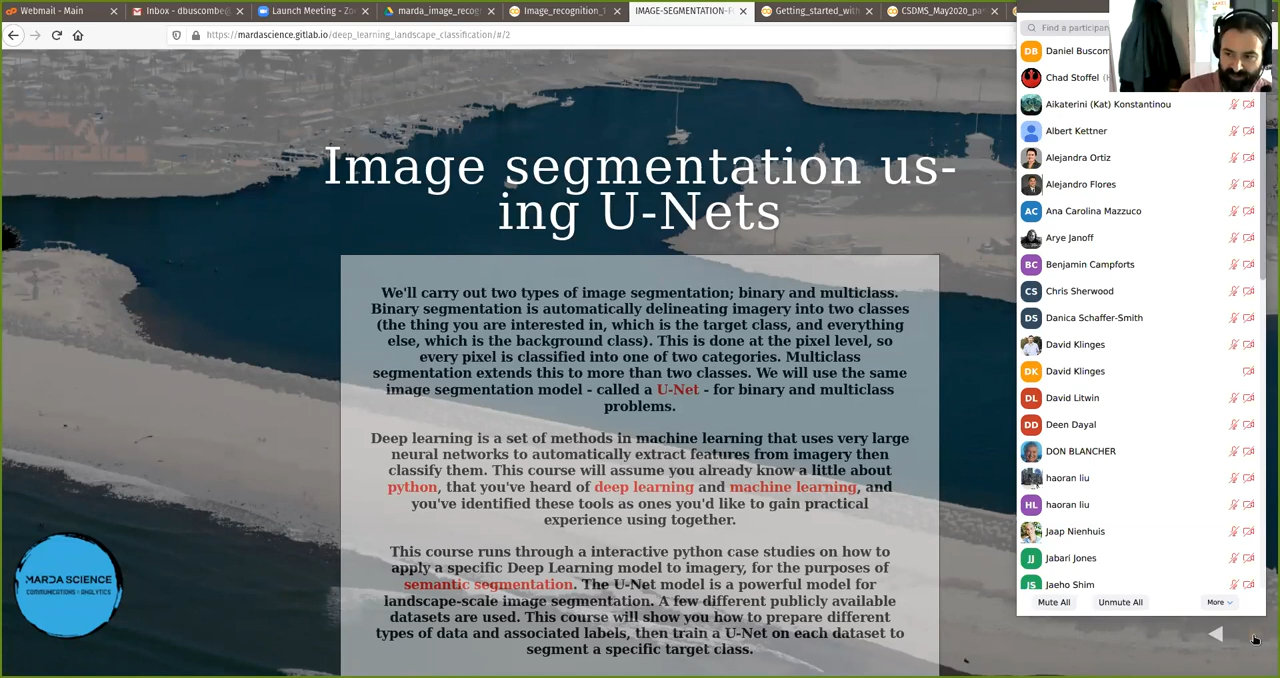 Webmail - Main
Inbox - dbuscombe@
Launch Meeting - Zo
marda_image_recog
Image_recognition_1
IMAGE-SEGMENTATION-F
Getting_started_with
CSDMS_May2020_pa
https://mardascience.gitlab.io/deep_learning_landscape_classification/#/2
Image segmentation us-
ing U-Nets
We'll carry out two types of image segmentation; binary and multiclass.
Binary segmentation is automatically delineating imagery into two classes
(the thing you are interested in, which is the target class, and everything
else, which is the background class). This is done at the pixel level, so
every pixel is classified into one of two categories. Multiclass
segmentation extends this to more than two classes. We will use the same
image segmentation model - called a U-Net - for binary and multiclass
problems.
Deep learning is a set of methods in machine learning that uses very large
neural networks to automatically extract features from imagery then
classify them. This course will assume you already know a little about
python, that you've heard of deep learning and machine learning, and
you've identified these tools as ones you'd like to gain practical
experience using together.
This course runs through a interactive python case studies on how to
apply a specific Deep Learning model to imagery, for the purposes of
semantic segmentation. The U-Net model is a powerful model for
landscape-scale image segmentation. A few different publicly available
datasets are used. This course will show you how to prepare different
types of data and associated labels, then train a U-Net on each dataset to
segment a specific target class.
MARDA SCIENCE
COMMUNICATIONS + ANALYTICS
Find a participan
DB Daniel Buscom
Chad Stoffel (H
Aikaterini (Kat) Konstantinou
Albert Kettner
Alejandra Ortiz
Alejandro Flores
AC Ana Carolina Mazzuco
Arye Janoff
BC Benjamin Campforts
CS Chris Sherwood
DS Danica Schaffer-Smith
David Klinges
DK David Klinges
DL David Litwin
DD Deen Dayal
DON BLANCHER
haoran liu
HL haoran liu
Jaap Nienhuis
JJ Jabari Jones
JS Jaeho Shim
Mute All
Unmute All
More